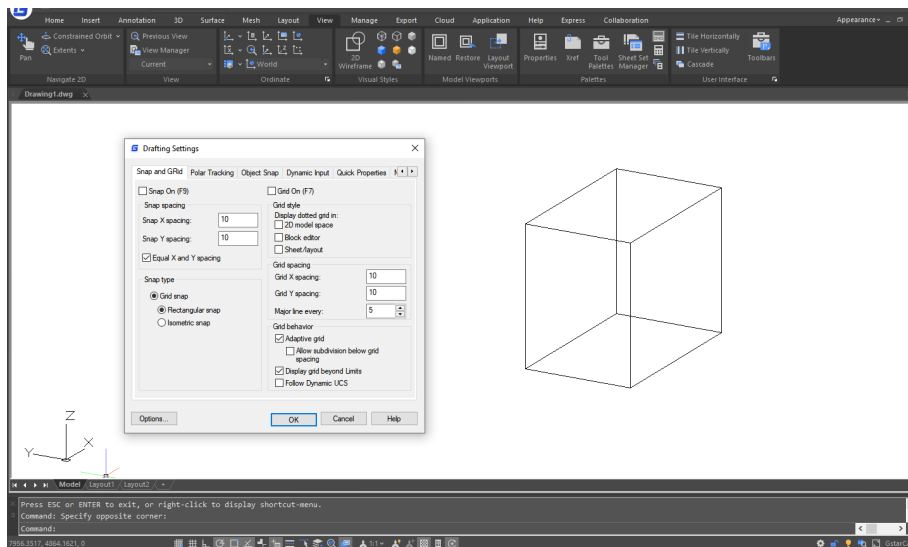 Home Insert Annotation 3D Surface Mesh Layout View Manage Export Cloud Application Help Express Collaboration Appearance
Pan
Constrained Orbit
Extents
Navigate 2D
Previous View
View Manager
Current
View
World
Ordinate
2D
Wireframe
Visual Styles
Named Restore Layout
Viewport
Model Viewports
Properties Xref Tool
Palettes Sheet Set
Manager
Palettes
Tile Horizontally
Tile Vertically
Cascade
User Interface
Toolbars
Drawing1.dwg
Drafting Settings
Snap and GRid Polar Tracking Object Snap Dynamic Input Quick Properties
Snap On (F9)
Snap spacing
Snap X spacing: 10
Snap Y spacing: 10
Equal X and Y spacing
Snap type
Grid snap
Rectangular snap
Isometric snap
Grid On (F7)
Grid style
Display dotted grid in:
2D model space
Block editor
Sheet/layout
Grid spacing
Grid X spacing: 10
Grid Y spacing: 10
Major line every: 5
Grid behavior
Adaptive grid
Allow subdivision below grid
spacing
Display grid beyond Limits
Follow Dynamic UCS
Options... OK Cancel Help
Z
Y
X
Model Layout1 Layout2 +
Press ESC or ENTER to exit, or right-click to display shortcut-menu.
Command: Specify opposite corner:
Command:
7956.3517, 4864.1621, 0 1:1